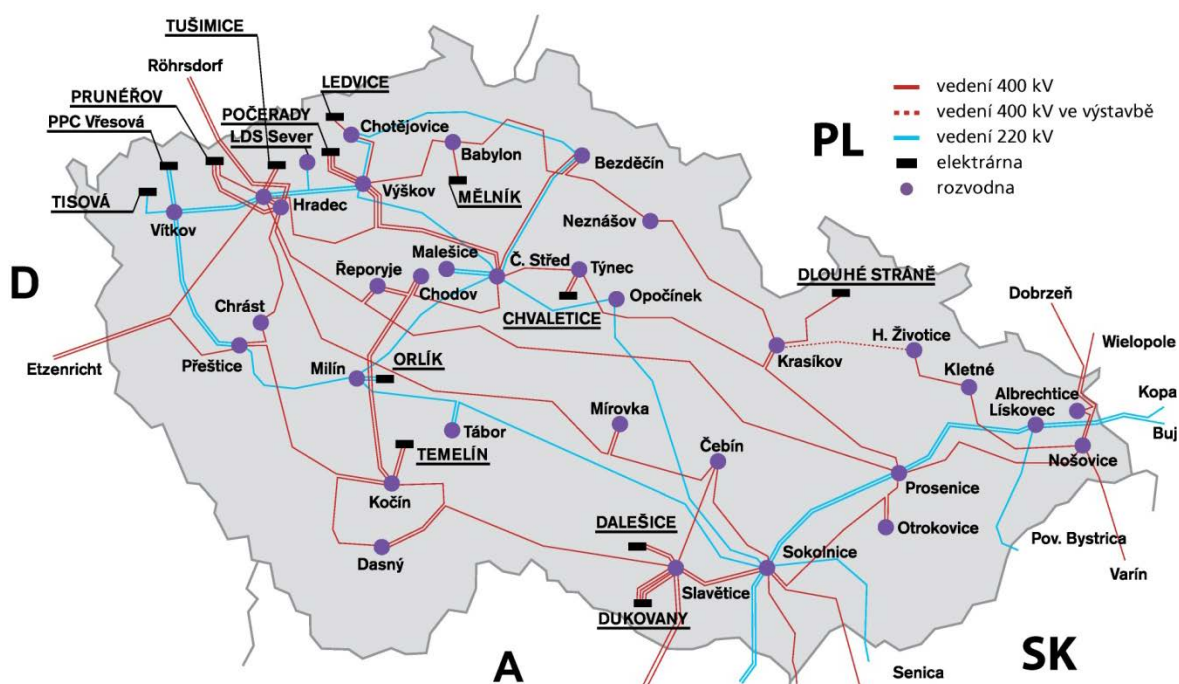 TUŠIMICE
Röhrsdorf
PRUNÉŘOV
PPC Vřesová
TISOVÁ
LEDVICE
POČERADY
LDS Sever
Chotějovice
Babylon
Bezděčín
Výškov
MĚLNÍK
Hradec
Vítkov
Neznášov
PL
vedení 400 kV
vedení 400 kV ve výstavbě
vedení 220 kV
elektrárna
rozvodna
D
Malešice
Č. Střed
Týnec
Řeporyje
Chodov
CHVALETICE
Opočínek
DLOUHÉ STRÁNĚ
Dobrzeń
Wielopole
Chrást
Přeštice
Etzenricht
Milín
ORLÍK
Krasíkov
H. Životice
Kletné
Albrechtice
Lískovec
Kopa
Buj
Nošovice
Tábor
TEMELÍN
Mírovka
Čebín
Kočín
Prosenice
Dasný
DALEŠICE
Otrokovice
Sokolnice
Pov. Bystrica
Varín
Slavětice
DUKOVANY
A
SK
Senica